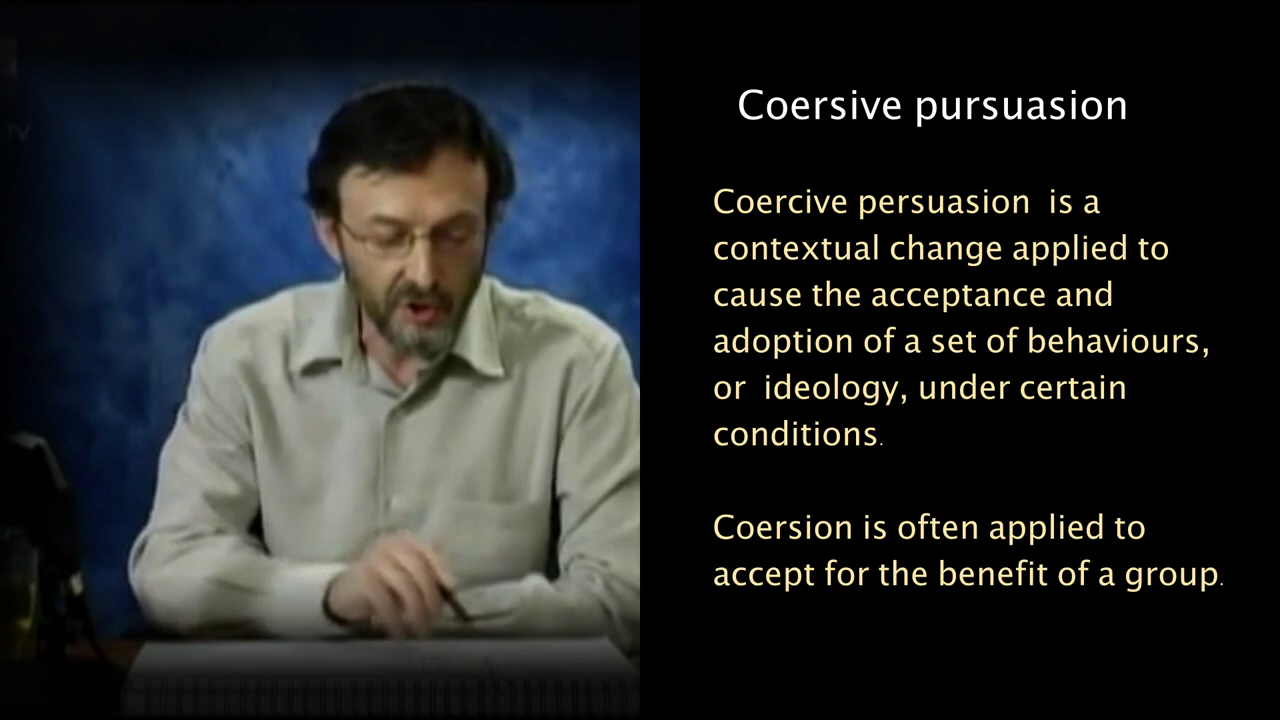 Coersive pursuasion
Coercive persuasion is a
contextual change applied to
cause the acceptance and
adoption of a set of behaviours,
or ideology, under certain
conditions.
Coersion is often applied to
accept for the benefit of a group.
TV